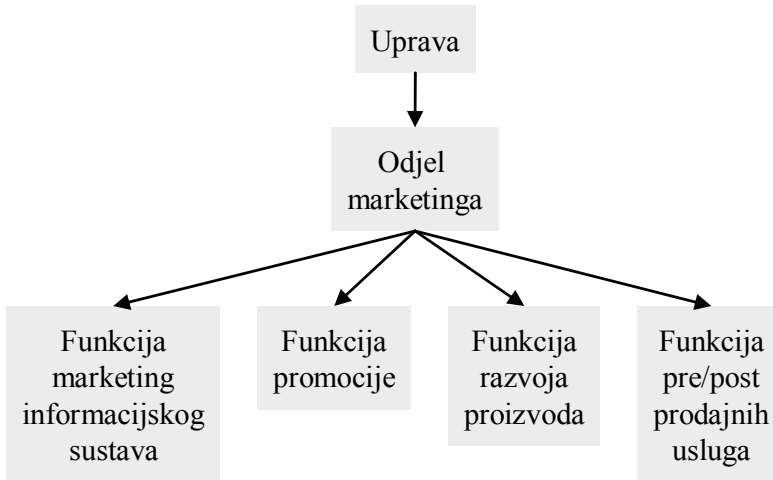 Uprava
Odjel
marketinga
Funkcija
marketing
informacijskog
sustava
Funkcija
promocije
Funkcija
razvoja
proizvoda
Funkcija
pre/post
prodajnih
usluga